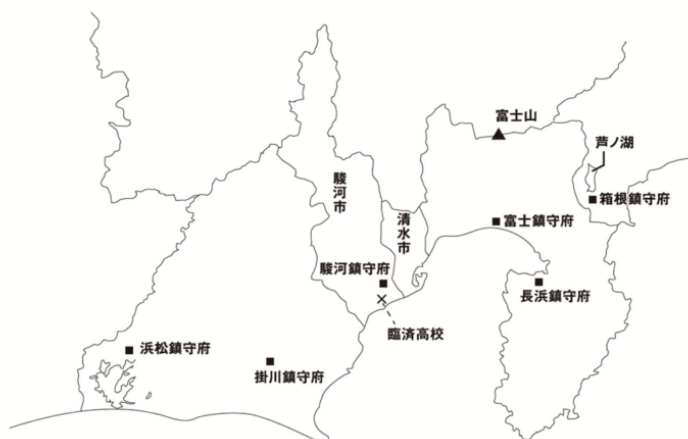 富士山
芦ノ湖
駿河市
清水市
箱根鎮守府
富士鎮守府
駿河鎮守府
長浜鎮守府
臨済高校
浜松鎮守府
掛川鎮守府